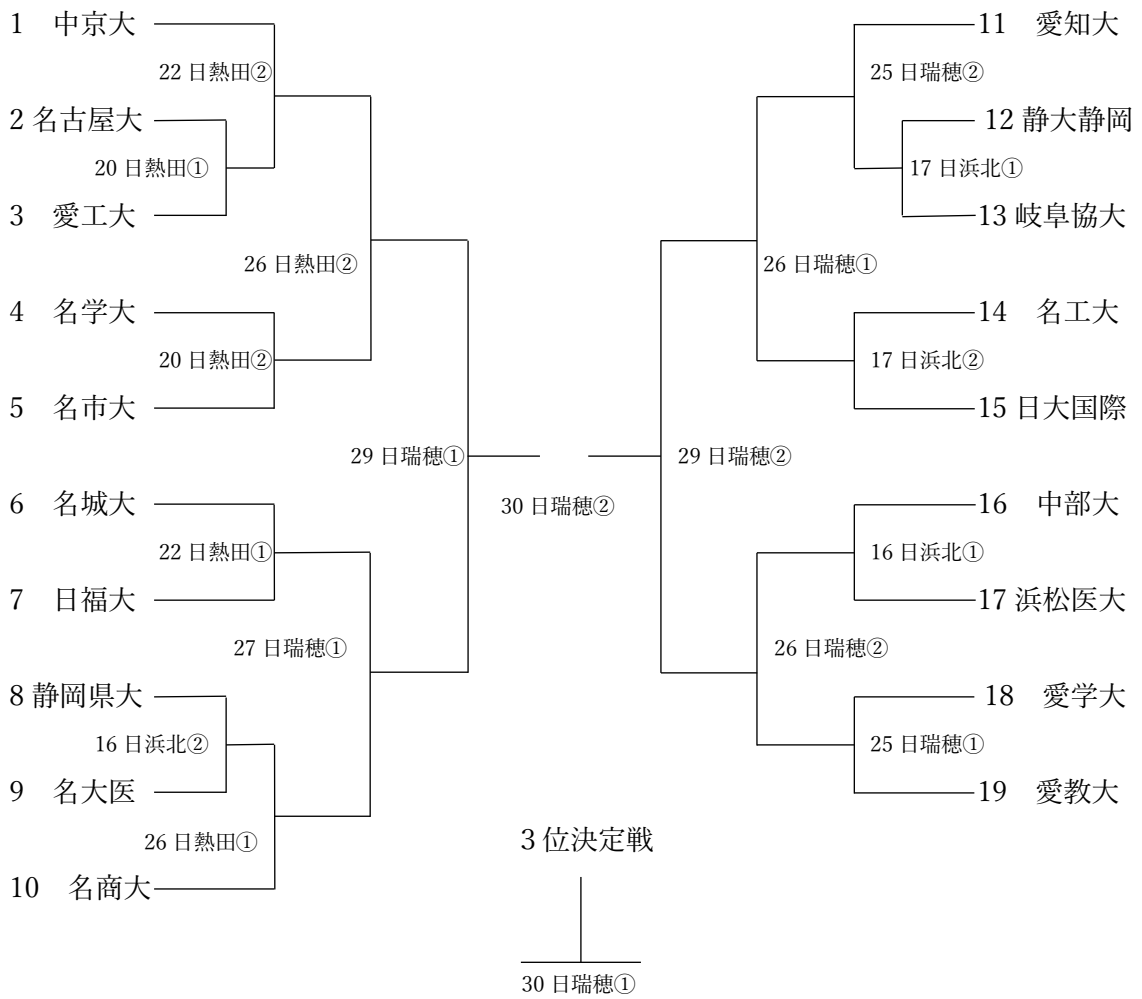 1 中京大
22 日熱田②
2 名古屋大
20 日熱田①
3 愛工大
26 日熱田②
4 名学大
20 日熱田②
5 名市大
29 日瑞穂①
6 名城大
22 日熱田①
7 日福大
27 日瑞穂①
8 静岡県大
16 日浜北②
9 名大医
26 日熱田①
10 名商大
30 日瑞穂②
11 愛知大
25 日瑞穂②
12 静大静岡
17 日浜北①
13 岐阜協大
26 日瑞穂①
14 名工大
17 日浜北②
15 日大国際
29 日瑞穂②
16 中部大
16 日浜北①
17 浜松医大
26 日瑞穂②
18 愛学大
25 日瑞穂①
19 愛教大
3 位決定戦
30 日瑞穂①